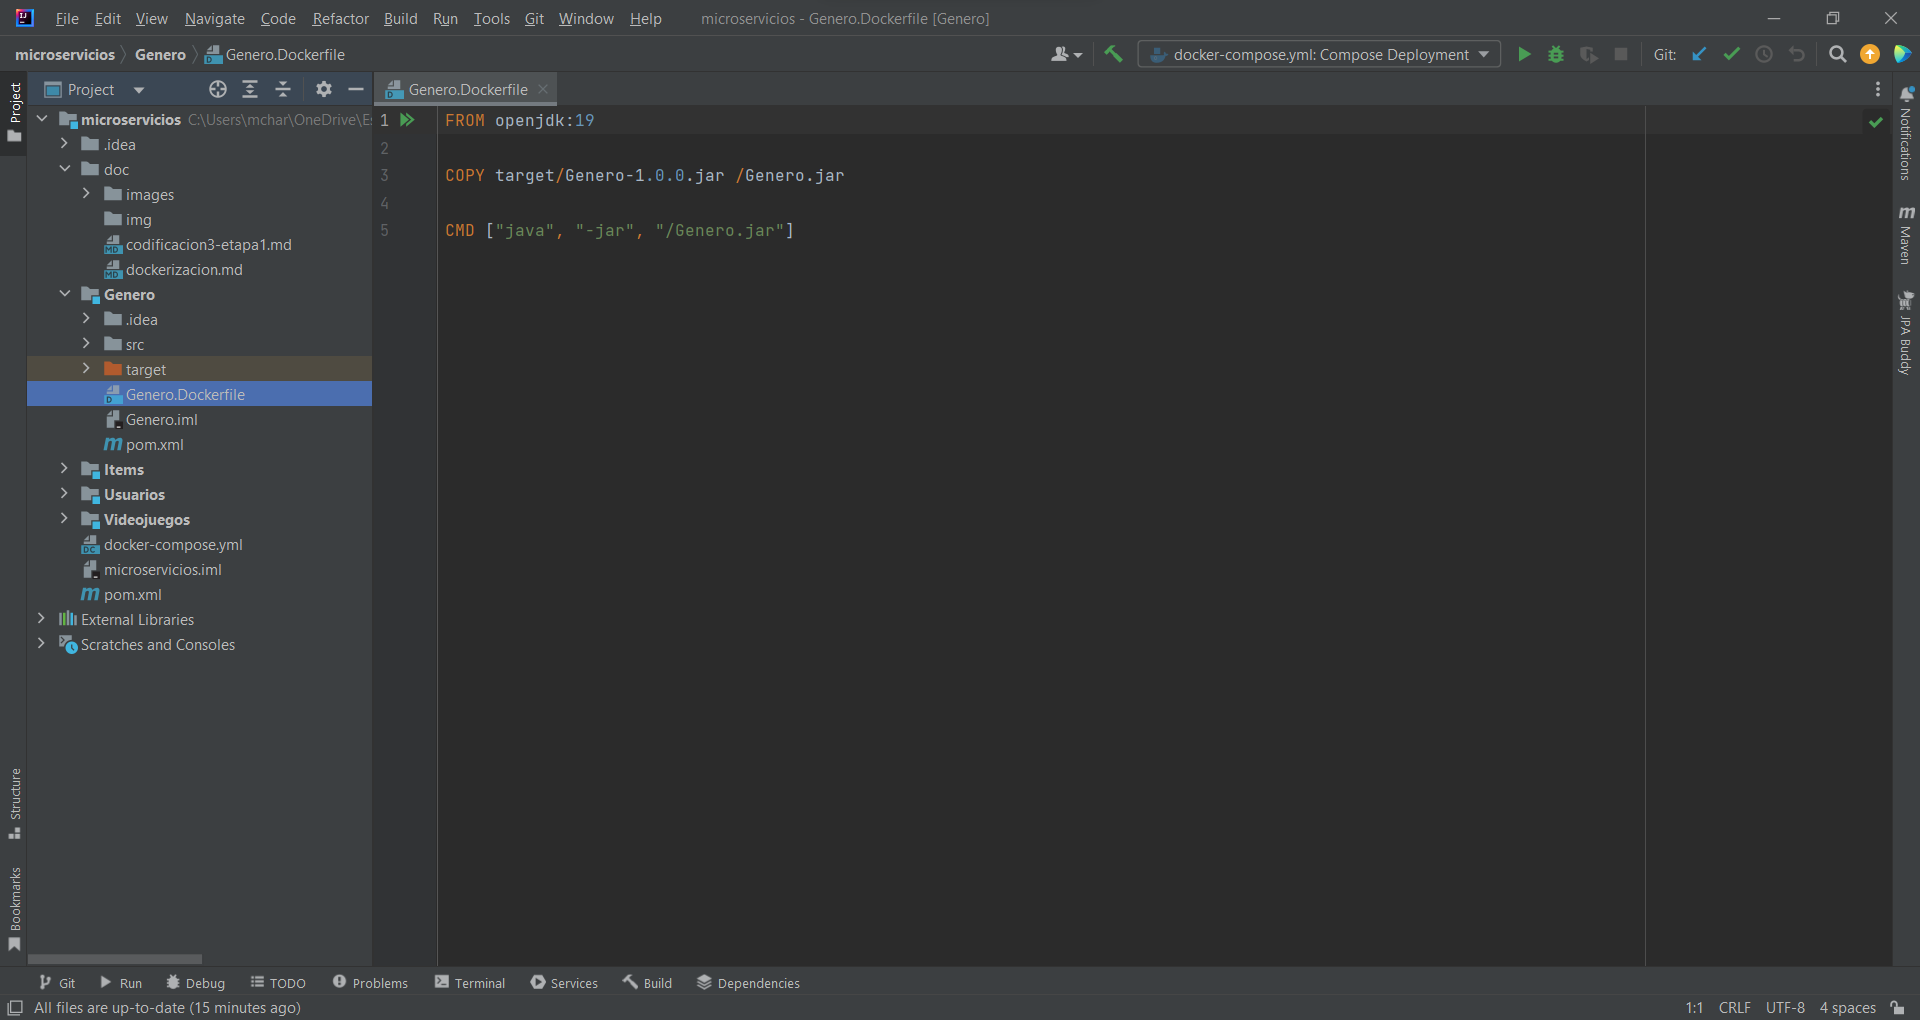 File Edit View Navigate Code Refactor Build Run Tools Git Window Help microservicios - Genero.Dockerfile [Genero]
microservicios Genero Genero.Dockerfile docker-compose.yml: Compose Deployment Git:
Project
Project
Genero.Dockerfile
microservicios C:\Users\mchar\OneDrive\Es
.idea
doc
images
img
codificacion3-etapa1.md
dockerizacion.md
Genero
.idea
src
target
Genero.Dockerfile
Genero.iml
pom.xml
Items
Usuarios
Videojuegos
docker-compose.yml
microservicios.iml
pom.xml
External Libraries
Scratches and Consoles
1 FROM openjdk:19
2
3 COPY target/Genero-1.0.0.jar /Genero.jar
4
5 CMD ["java", "-jar", "/Genero.jar"]
Notifications
Maven
JPA Buddy
Structure
Bookmarks
Git Run Debug TODO Problems Terminal Services Build Dependencies
All files are up-to-date (15 minutes ago) 1:1 CRLF UTF-8 4 spaces